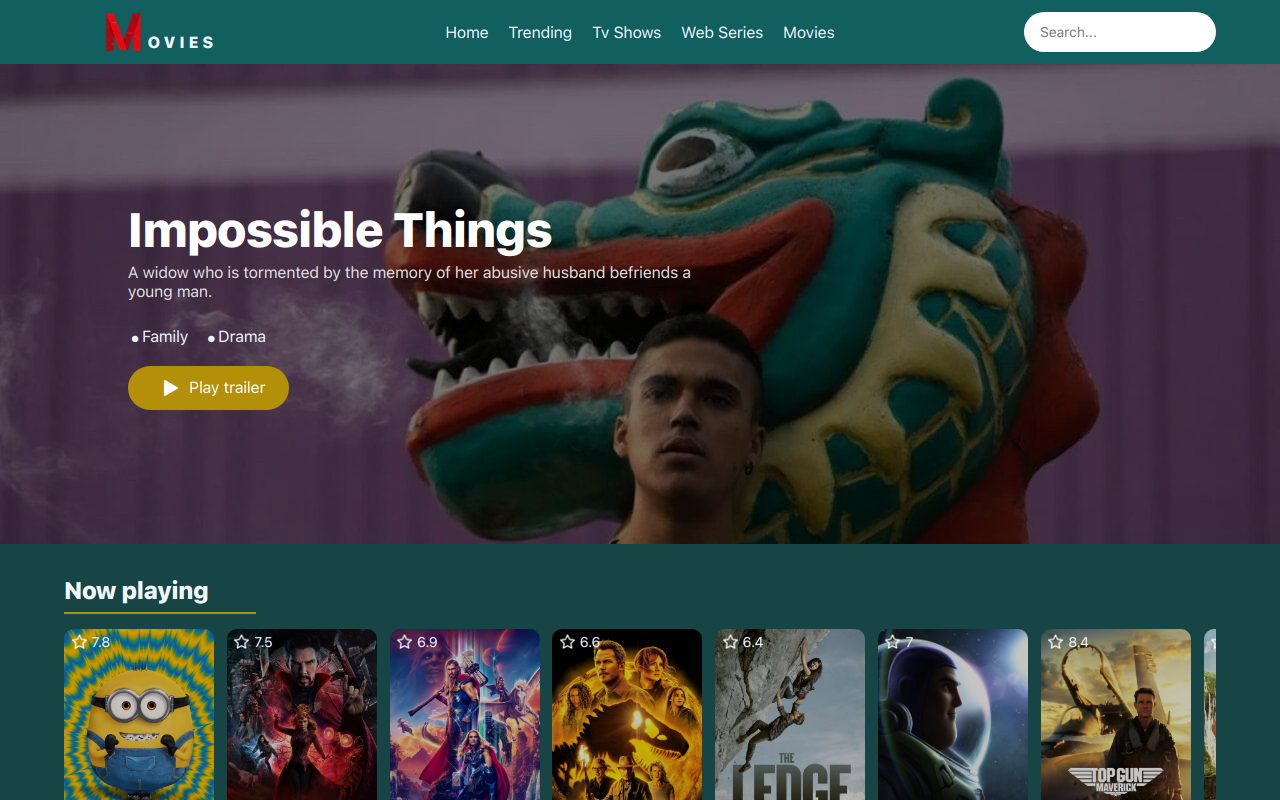 MOVIES
Home Trending Tv Shows Web Series Movies
Search...
Impossible Things
A widow who is tormented by the memory of her abusive husband befriends a
young man.
Family Drama
Play trailer
Now playing
7.8 7.5 6.9 6.6 6.4 7 8.4
THE
LEDGE
TOP GUN
MAVERICK